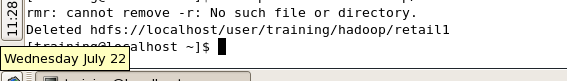 11:28
rmr: cannot remove -r: No such file or directory.
Deleted hdfs://localhost/user/training/hadoop/retail1
[training@localhost ~]$
Wednesday July 22